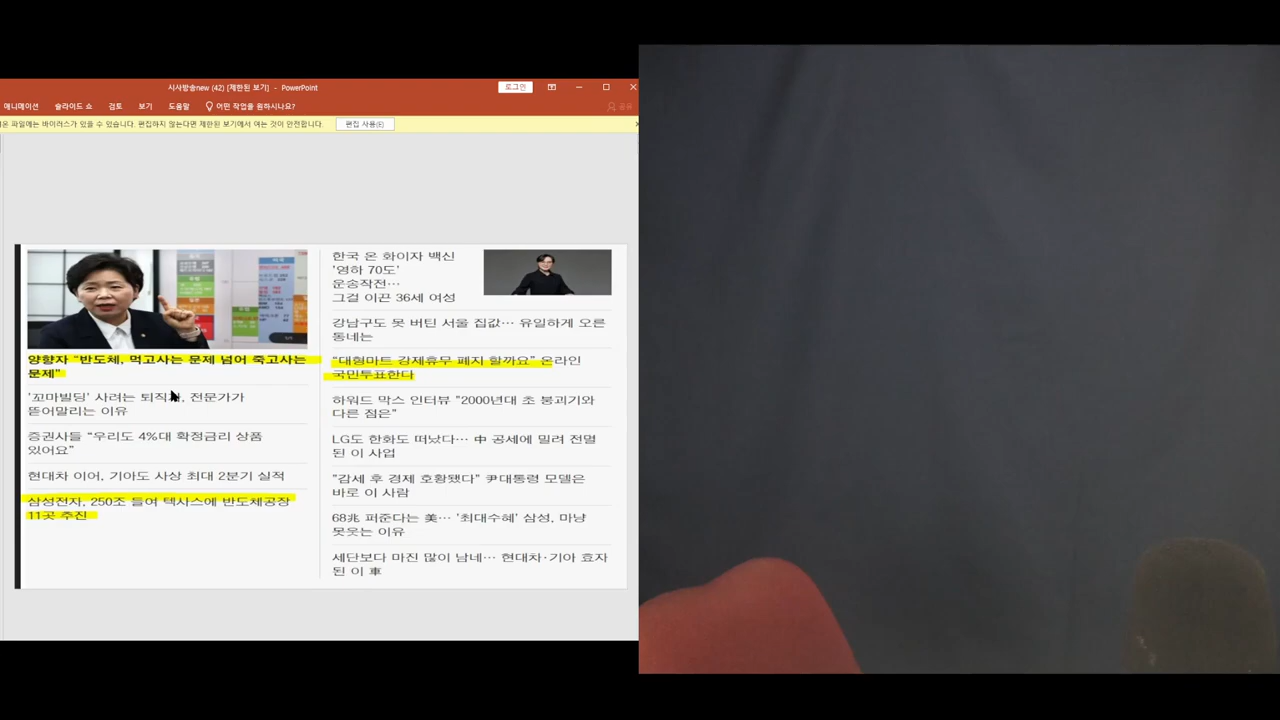 시사방송new (42) [제한된 보기] - PowerPoint
로그인
애니메이션 슬라이드 쇼 검토 보기 도움말 어떤 작업을 원하시나요? 공유
온 파일에는 바이러스가 있을 수 있습니다. 편집하지 않는다면 제한된 보기에서 여는 것이 안전합니다. 편집 사용(E)
양향자 “반도체, 먹고사는 문제 넘어 죽고사는
문제”
'꼬마빌딩' 사려는 퇴직자, 전문가가
뜯어말리는 이유
증권사들 “우리도 4%대 확정금리 상품
있어요”
현대차 이어, 기아도 사상 최대 2분기 실적
삼성전자, 250조 들여 텍사스에 반도체공장
11곳 추진
한국 온 화이자 백신
'영하 70도'
운송작전…
그걸 이끈 36세 여성
강남구도 못 버틴 서울 집값… 유일하게 오른
동네는
“대형마트 강제휴무 폐지 할까요” 온라인
국민투표한다
하워드 막스 인터뷰 “2000년대 초 붕괴기와
다른 점은”
LG도 한화도 떠났다… 中 공세에 밀려 전멸
된 이 사업
"감세 후 경제 호황됐다" 尹대통령 모델은
바로 이 사람
68兆 퍼준다는 美… '최대수혜' 삼성, 마냥
못웃는 이유
세단보다 마진 많이 남네… 현대차·기아 효자
된 이 車